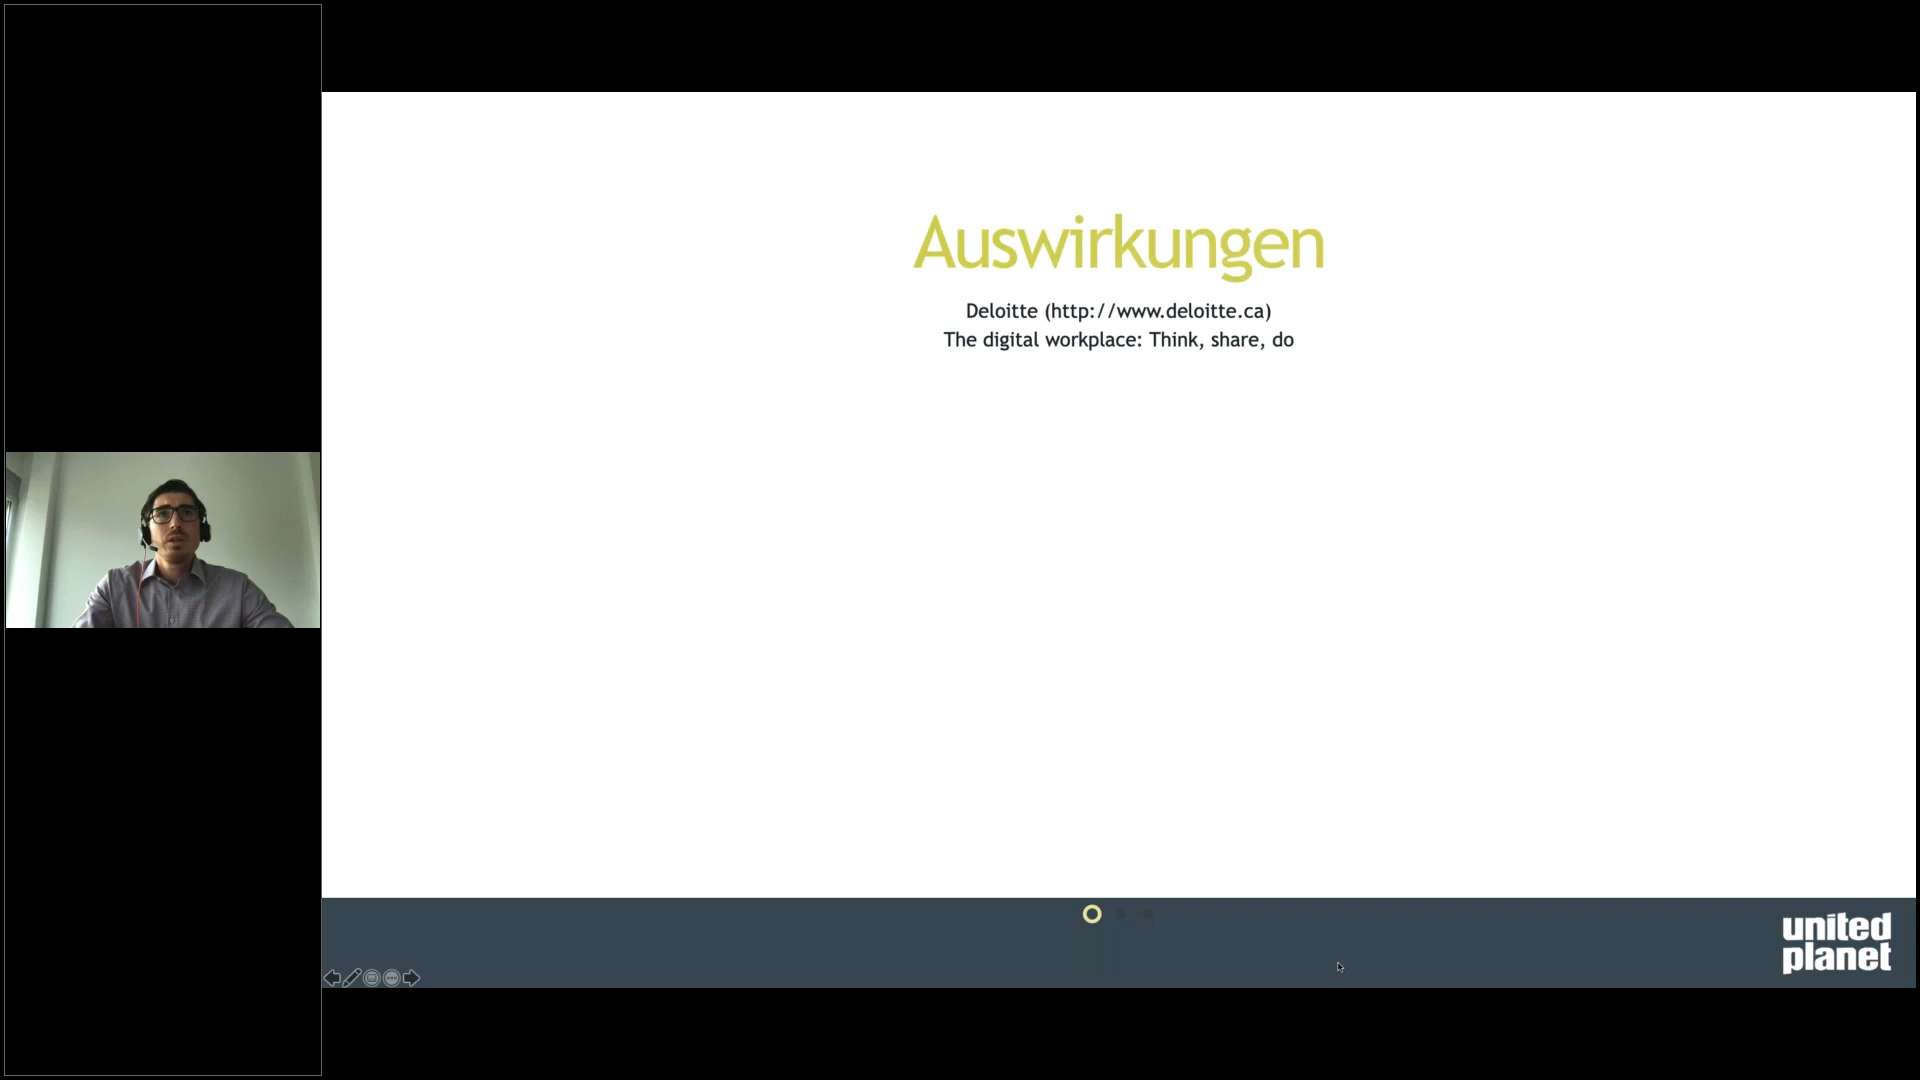 Auswirkungen
Deloitte (http://www.deloitte.ca)
The digital workplace: Think, share, do
united
planet